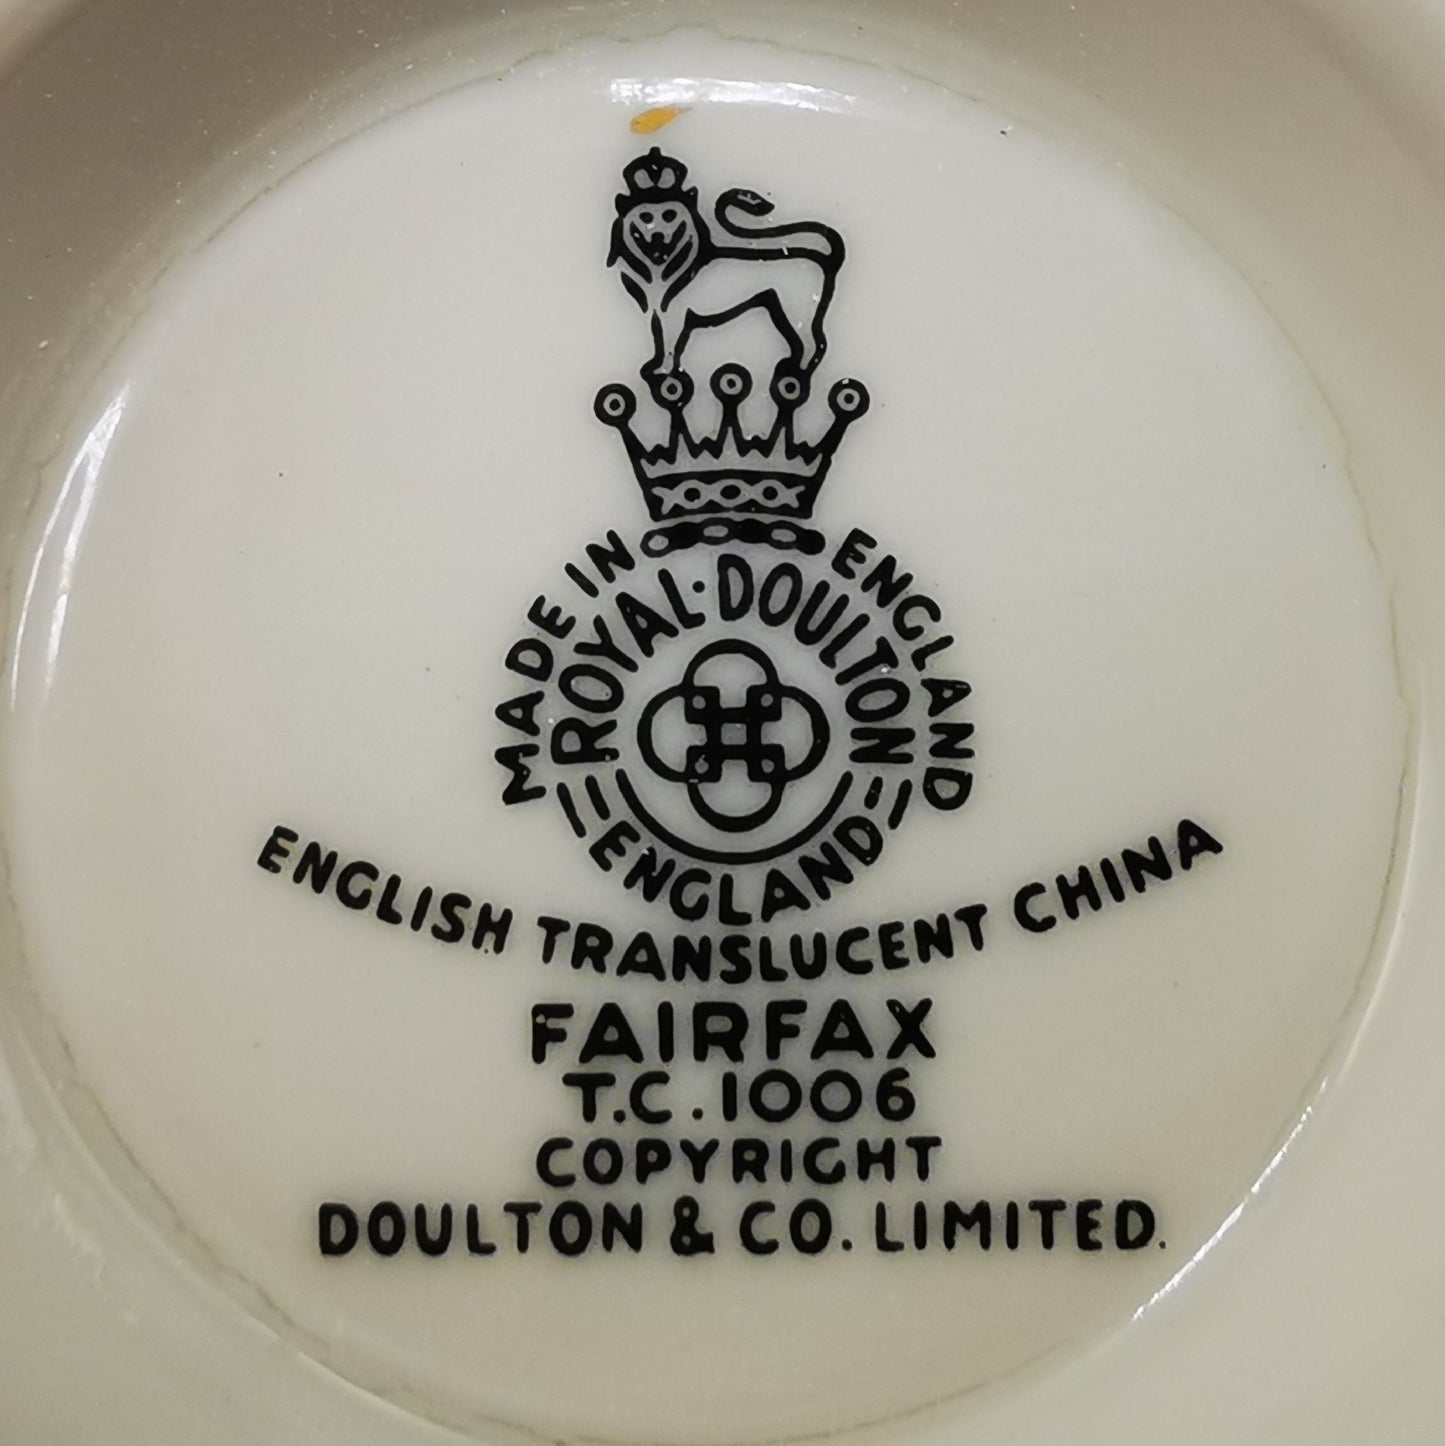 MADE IN ENGLAND
ROYAL·DOULTON
ENGLAND
ENGLISH TRANSLUCENT CHINA
FAIRFAX
T.C.1006
COPYRIGHT
DOULTON & CO. LIMITED.